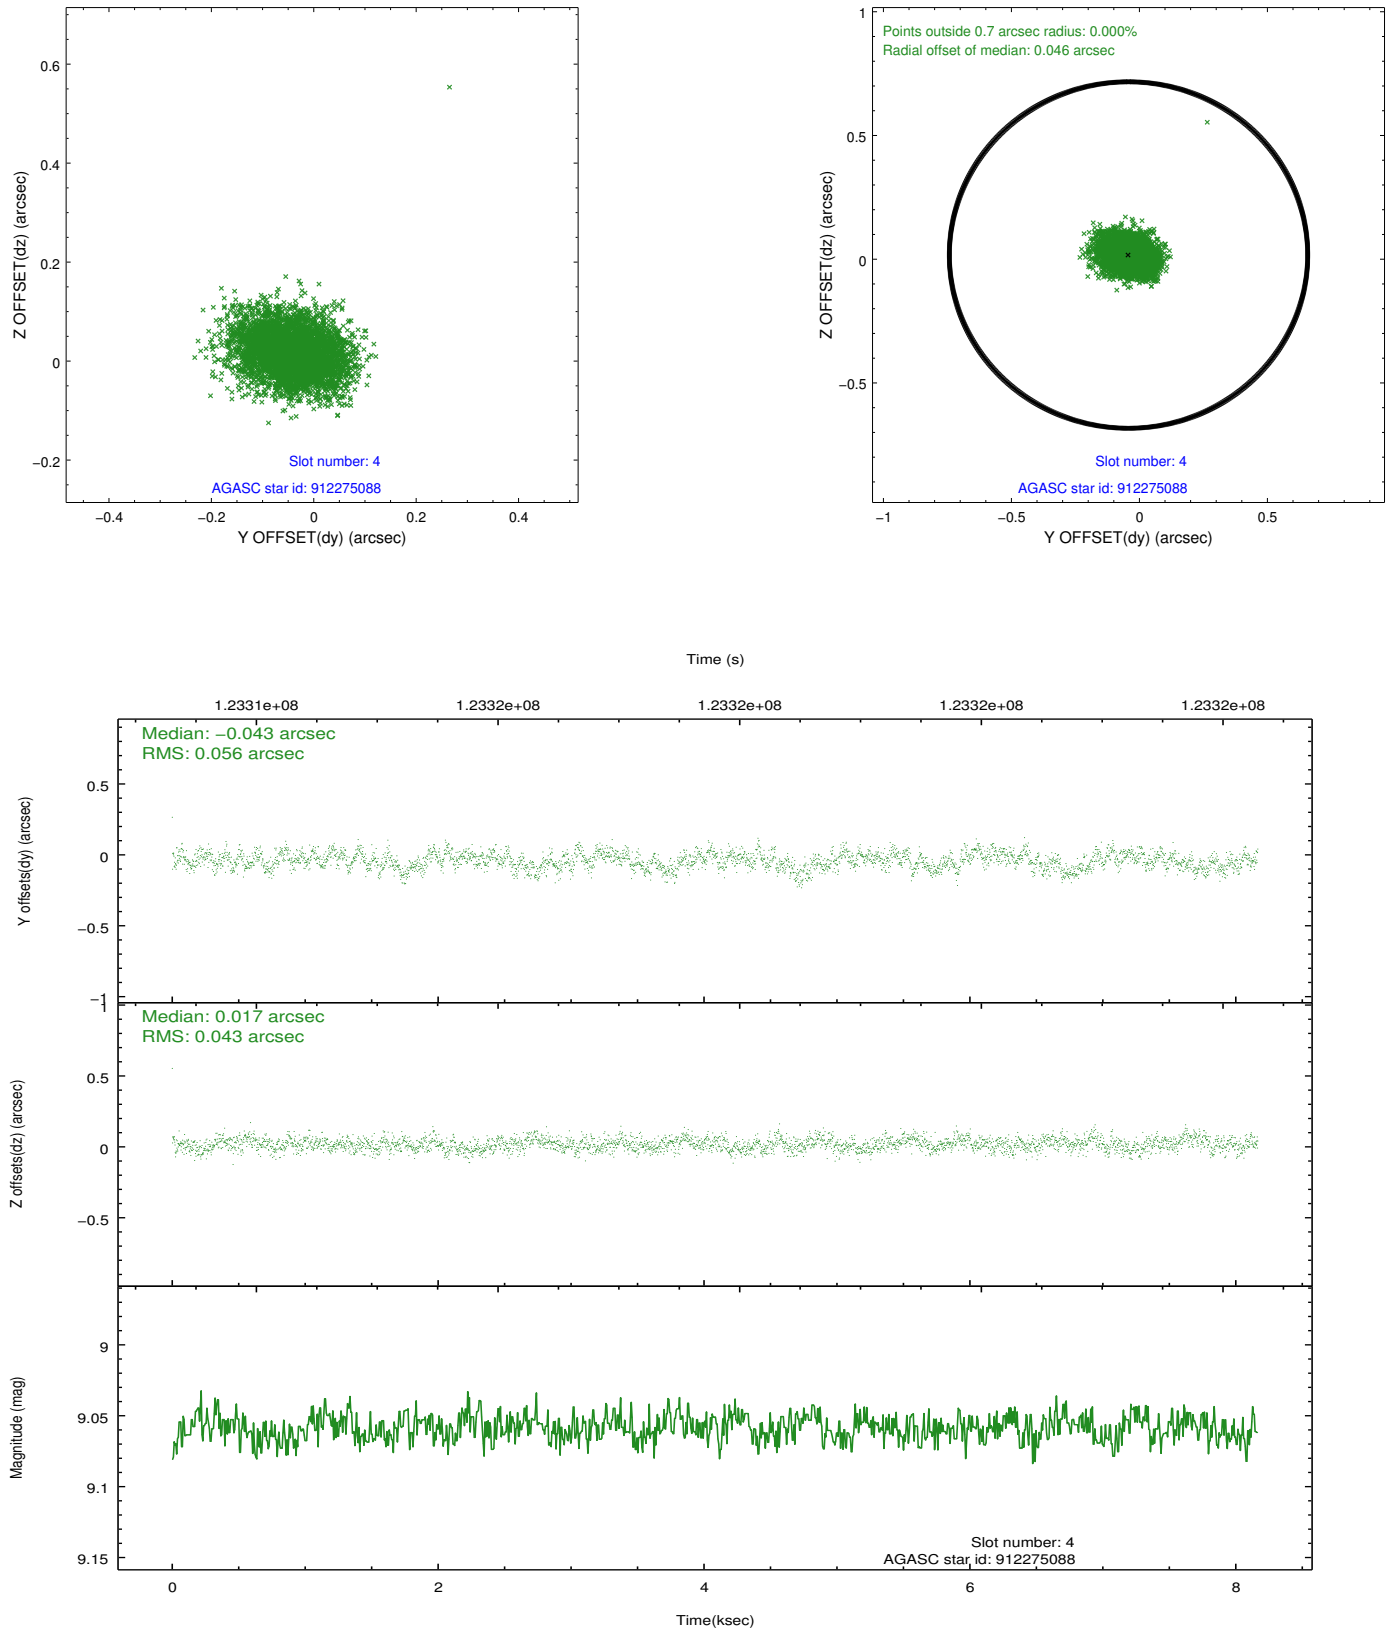 0.6
0.4
0.2
0
−0.2
Z OFFSET(dz) (arcsec)
Slot number: 4
AGASC star id: 912275088
−0.4
−0.2
0
0.2
0.4
Y OFFSET(dy) (arcsec)
1
0.5
0
−0.5
Z OFFSET(dz) (arcsec)
Points outside 0.7 arcsec radius: 0.000%
Radial offset of median: 0.046 arcsec
Slot number: 4
AGASC star id: 912275088
−1
−0.5
0
0.5
Y OFFSET(dy) (arcsec)
Time (s)
1.2331e+08
1.2332e+08
1.2332e+08
1.2332e+08
1.2332e+08
Median: −0.043 arcsec
RMS: 0.056 arcsec
0.5
0
−0.5
−1
Y offsets(dy) (arcsec)
Median: 0.017 arcsec
RMS: 0.043 arcsec
1
0.5
0
−0.5
Z offsets(dz) (arcsec)
9
9.05
9.1
9.15
Magnitude (mag)
Slot number: 4
AGASC star id: 912275088
0
2
4
6
8
Time(ksec)